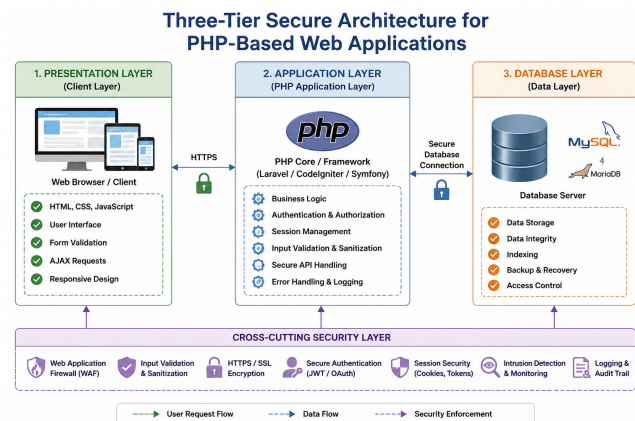 Three-Tier Secure Architecture for
PHP-Based Web Applications
1. PRESENTATION LAYER
(Client Layer)
Web Browser / Client
HTML, CSS, JavaScript
User Interface
Form Validation
AJAX Requests
Responsive Design
HTTPS
2. APPLICATION LAYER
(PHP Application Layer)
php
PHP Core / Framework
(Laravel / CodeIgniter / Symfony)
Business Logic
Authentication & Authorization
Session Management
Input Validation & Sanitization
Secure API Handling
Error Handling & Logging
Secure
Database
Connection
3. DATABASE LAYER
(Data Layer)
MySQL
4
MariaDB
Database Server
Data Storage
Data Integrity
Indexing
Backup & Recovery
Access Control
CROSS-CUTTING SECURITY LAYER
Web Application
Firewall (WAF)
Input Validation
& Sanitization
HTTPS / SSL
Encryption
Secure Authentication
(JWT / OAuth)
Session Security
(Cookies, Tokens)
Intrusion Detection
& Monitoring
Logging &
Audit Trail
User Request Flow
Data Flow
Security Enforcement